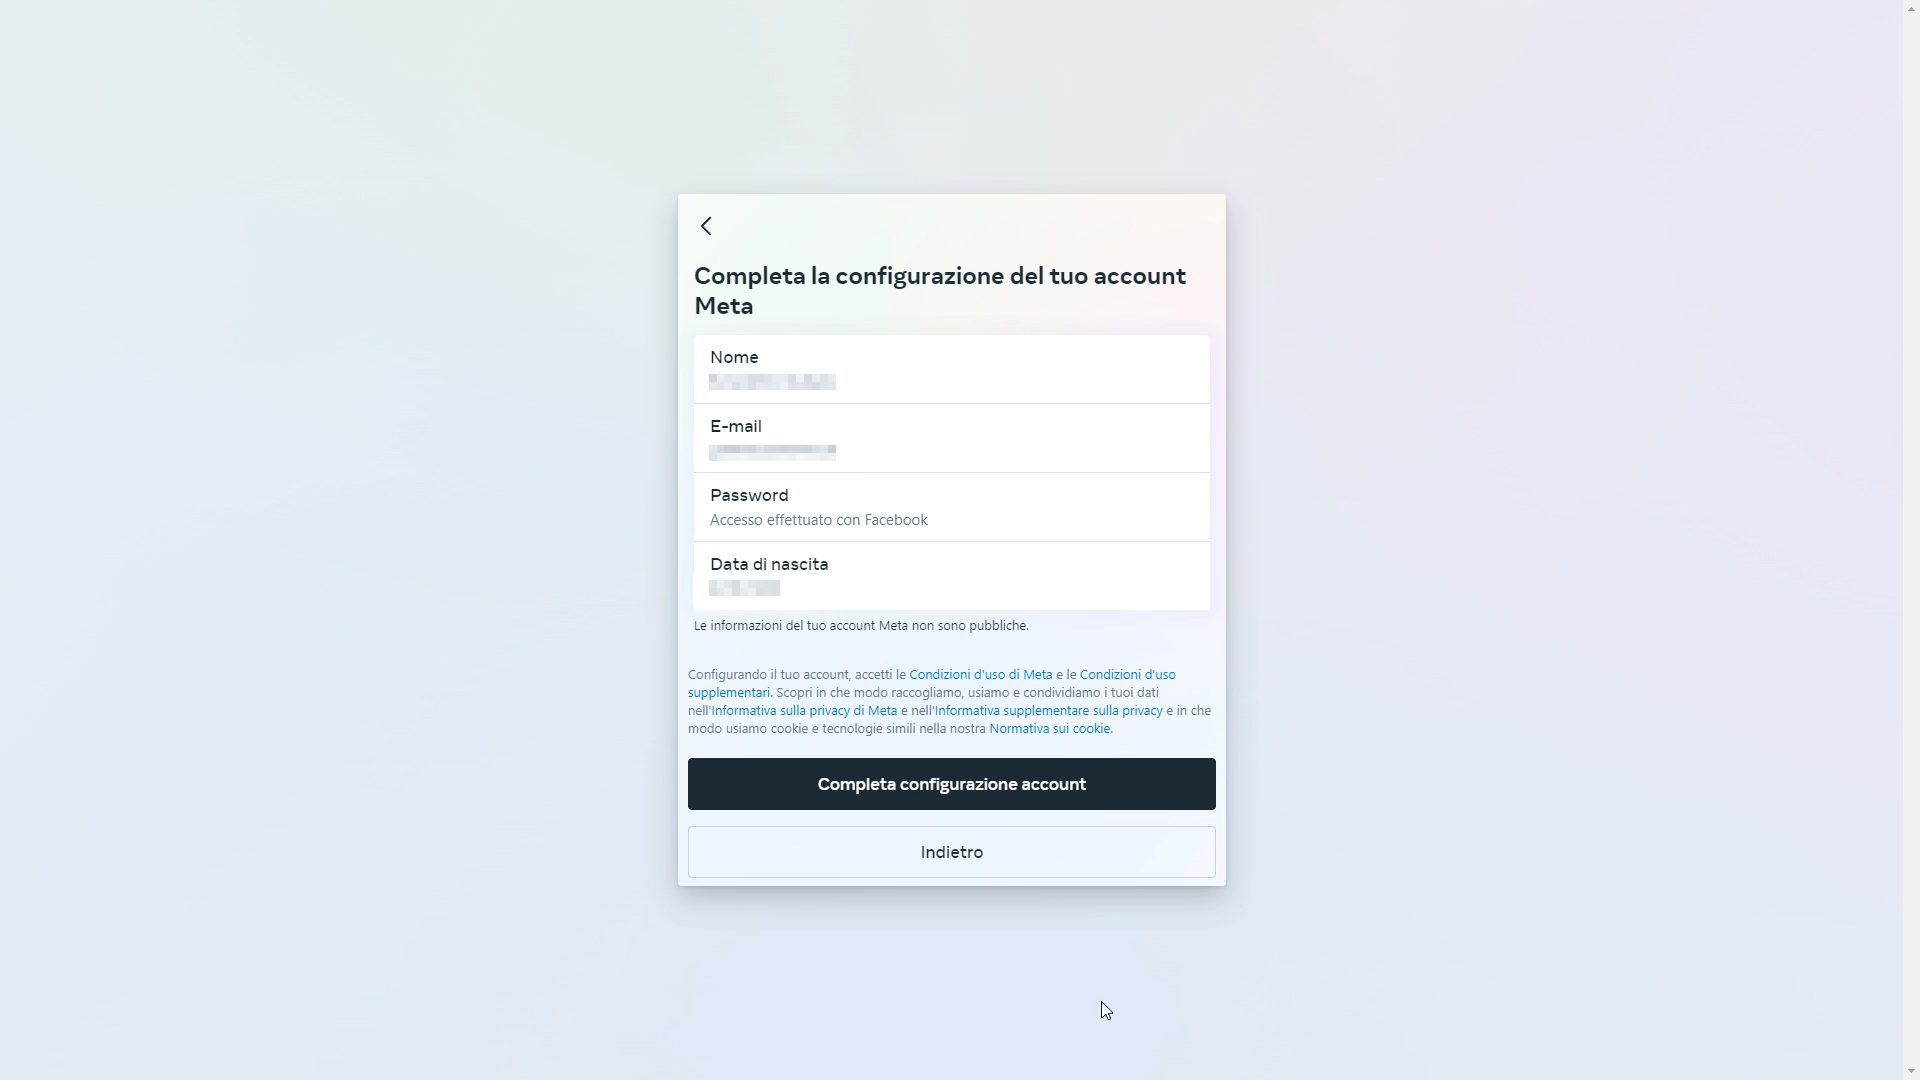 Completa la configurazione del tuo account
Meta
Nome
E-mail
Password
Accesso effettuato con Facebook
Data di nascita
Le informazioni del tuo account Meta non sono pubbliche.
Configurando il tuo account, accetti le Condizioni d'uso di Meta e le Condizioni d'uso
supplementari. Scopri in che modo raccogliamo, usiamo e condividiamo i tuoi dati
nell'Informativa sulla privacy di Meta e nell'Informativa supplementare sulla privacy e in che
modo usiamo cookie e tecnologie simili nella nostra Normativa sui cookie.
Completa configurazione account
Indietro